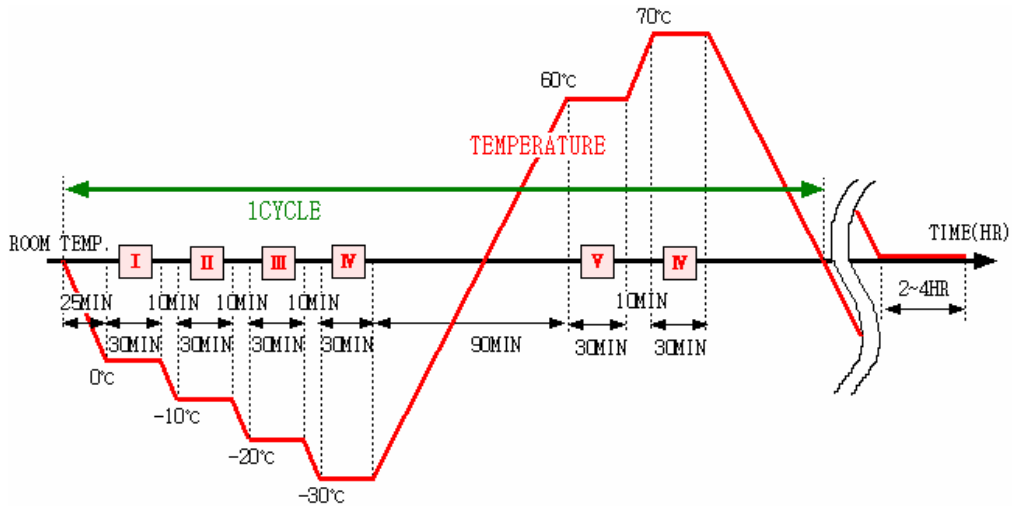 70℃
60℃
TEMPERATURE
1CYCLE
ROOM TEMP.
TIME(HR)
I II III IV V IV
25MIN 10MIN 10MIN 10MIN 10MIN 2~4HR
30MIN 30MIN 30MIN 30MIN 90MIN 30MIN 30MIN
0℃
-10℃
-20℃
-30℃